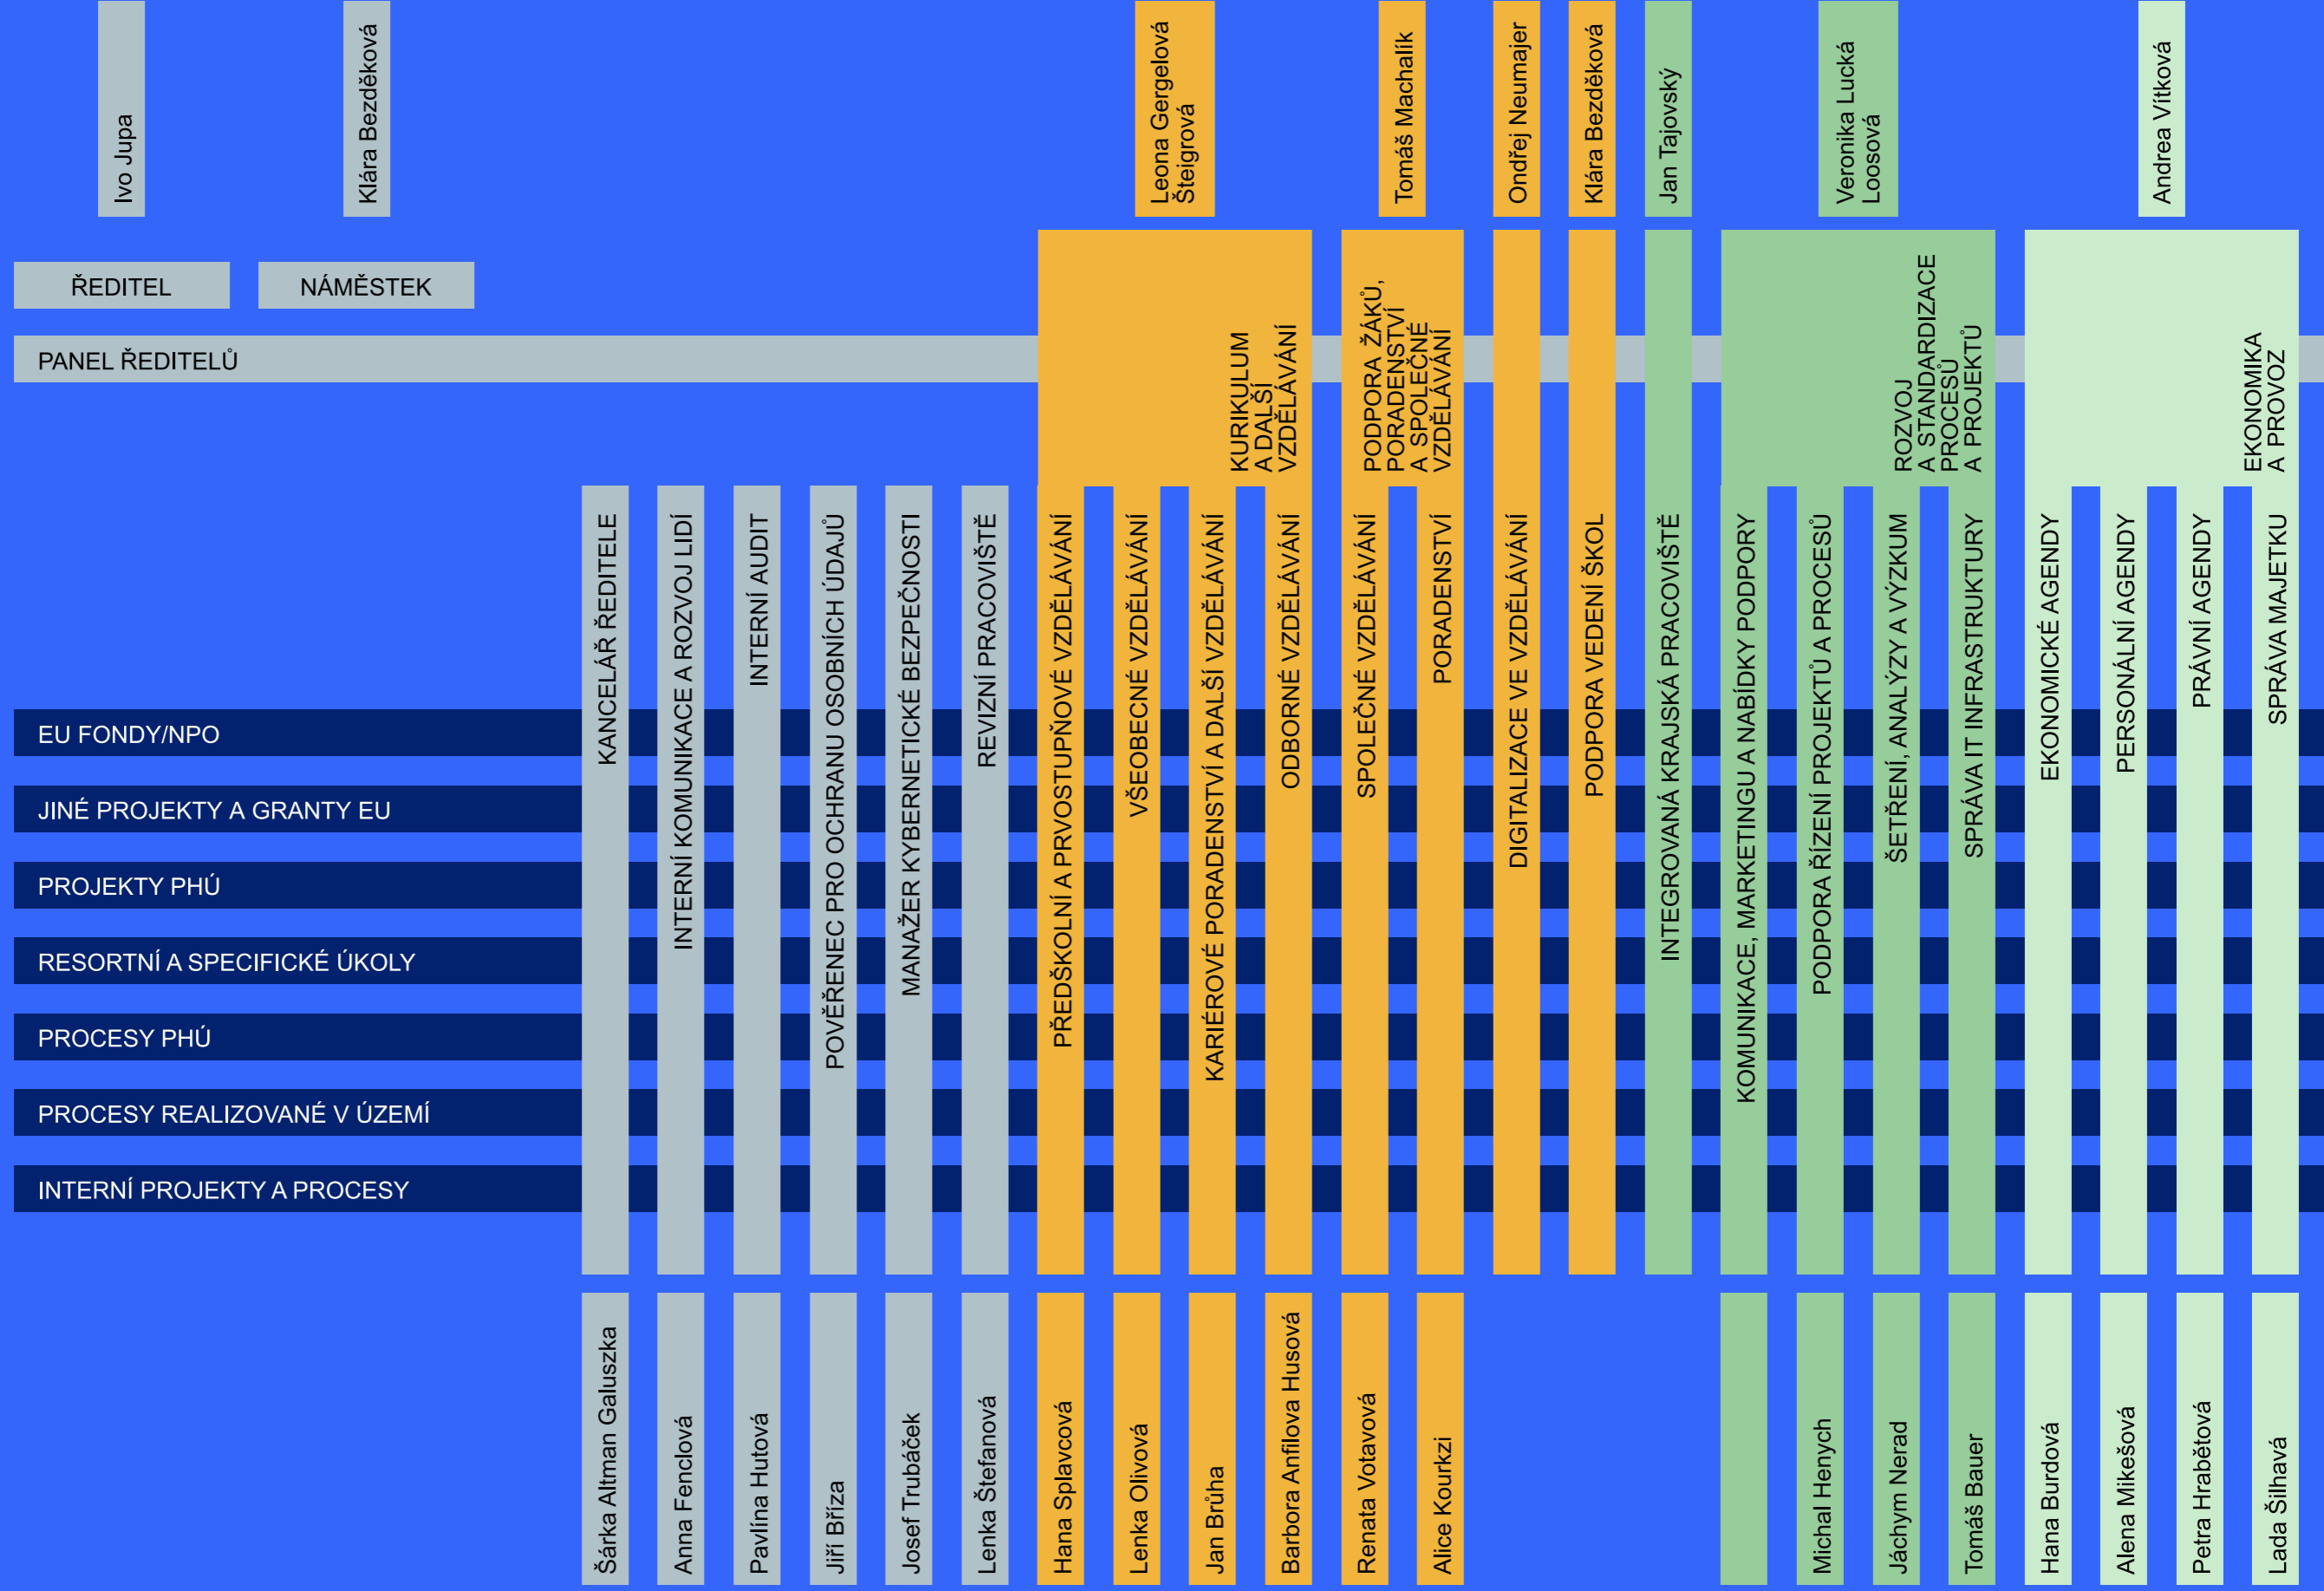 Ivo Jupa
Klára Bezděková
Leona Gergelová
Šteigrová
Tomáš Machalík
Ondřej Neumajer
Klára Bezděková
Jan Tajovský
Veronika Lucká
Loosová
Andrea Vítková
ŘEDITEL
NÁMĚSTEK
PANEL ŘEDITELŮ
KURIKULUM
A DALŠÍ
VZDĚLÁVÁNÍ
PODPORA ŽÁKŮ,
PORADENSTVÍ
A SPOLEČNÉ
VZDĚLÁVÁNÍ
ROZVOJ
A STANDARDIZACE
PROCESŮ
A PROJEKTŮ
EKONOMIKA
A PROVOZ
KANCELÁŘ ŘEDITELE
INTERNÍ KOMUNIKACE A ROZVOJ LIDÍ
INTERNÍ AUDIT
POVĚŘENEC PRO OCHRANU OSOBNÍCH ÚDAJŮ
MANAŽER KYBERNETICKÉ BEZPEČNOSTI
REVIZNÍ PRACOVIŠTĚ
PŘEDŠKOLNÍ A PRVOSTUPŇOVÉ VZDĚLÁVÁNÍ
VŠEOBECNÉ VZDĚLÁVÁNÍ
KARIÉROVÉ PORADENSTVÍ A DALŠÍ VZDĚLÁVÁNÍ
ODBORNÉ VZDĚLÁVÁNÍ
SPOLEČNÉ VZDĚLÁVÁNÍ
PORADENSTVÍ
DIGITALIZACE VE VZDĚLÁVÁNÍ
PODPORA VEDENÍ ŠKOL
INTEGROVANÁ KRAJSKÁ PRACOVIŠTĚ
KOMUNIKACE, MARKETINGU A NABÍDKY PODPORY
PODPORA ŘÍZENÍ PROJEKTŮ A PROCESŮ
ŠETŘENÍ, ANALÝZY A VÝZKUM
SPRÁVA IT INFRASTRUKTURY
EKONOMICKÉ AGENDY
PERSONÁLNÍ AGENDY
PRÁVNÍ AGENDY
SPRÁVA MAJETKU
EU FONDY/NPO
JINÉ PROJEKTY A GRANTY EU
PROJEKTY PHÚ
RESORTNÍ A SPECIFICKÉ ÚKOLY
PROCESY PHÚ
PROCESY REALIZOVANÉ V ÚZEMÍ
INTERNÍ PROJEKTY A PROCESY
Šárka Altman Galuszka
Anna Fenclová
Pavlína Hutová
Jiří Bříza
Josef Trubáček
Lenka Štefanová
Hana Splavcová
Lenka Olivová
Jan Brůha
Barbora Anfilova Husová
Renata Votavová
Alice Kourkzi
Michal Henych
Jáchym Nerad
Tomáš Bauer
Hana Burdová
Alena Mikešová
Petra Hrabětová
Lada Šilhavá